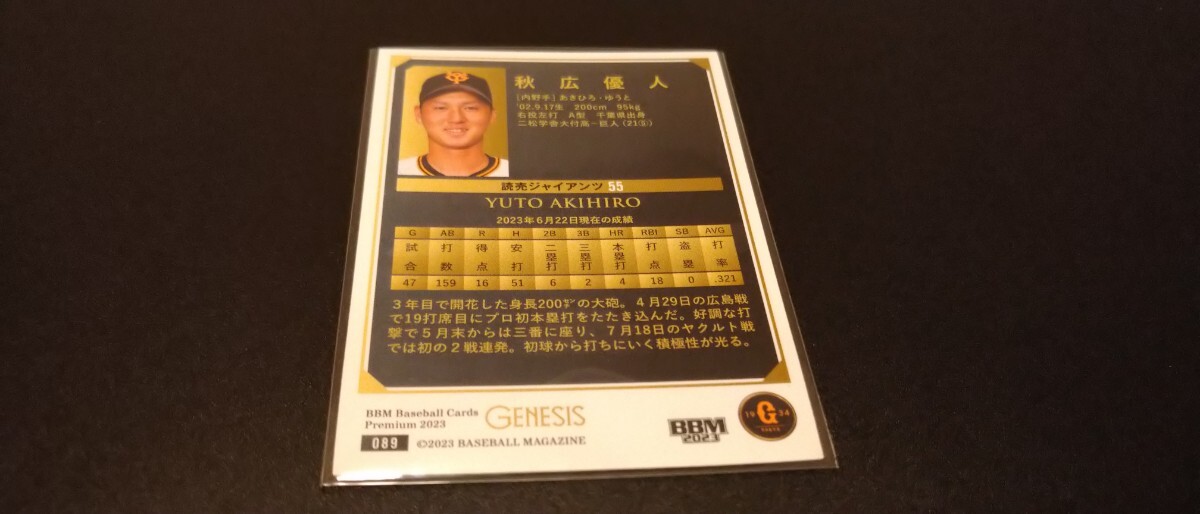 秋広優人
[内野手] あきひろ・ゆうと
'02.9.17生 200cm 95kg
右投左打 A型 千葉県出身
二松学舎大付高－巨人(21⑤)
読売ジャイアンツ 55
YUTO AKIHIRO
2023年6月22日現在の成績
G AB R H 2B 3B HR RBI SB AVG
試合 打数 得点 安打 二塁打 三塁打 本塁打 打点 盗塁 打率
47 159 16 51 6 2 4 18 0 .321
3年目で開花した身長200㌢の大砲。4月29日の広島戦
で19打席目にプロ初本塁打をたたき込んだ。好調な打
撃で5月末からは三番に座り、7月18日のヤクルト戦
では初の2戦連発。初球から打ちにいく積極性が光る。
BBM Baseball Cards
Premium 2023
GENESIS
089 ©2023 BASEBALL MAGAZINE
BBM
2023
19 G 34